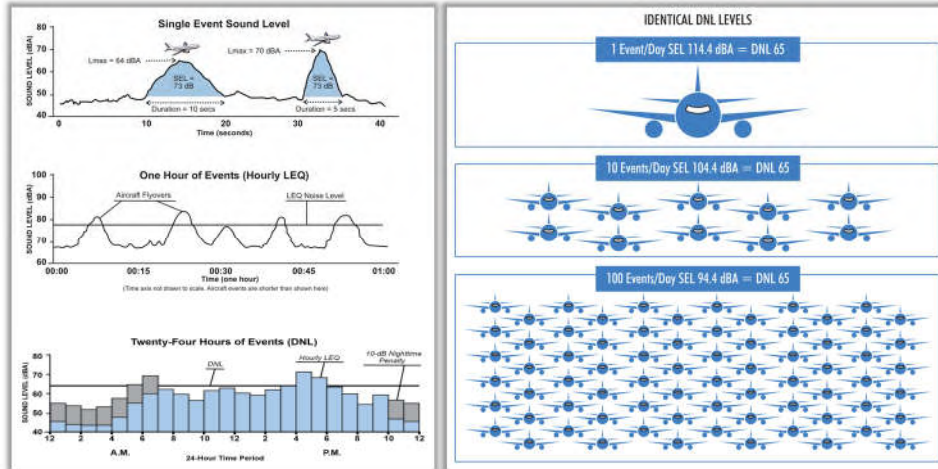 Single Event Sound Level
SOUND LEVEL (dBA)
80
70
60
50
40
Lmax = 64 dBA
Lmax = 70 dBA
SEL =
73 dB
SEL =
73 dB
Duration = 10 secs
Duration = 5 secs
0
10
20
30
40
Time (seconds)
One Hour of Events (Hourly LEQ)
SOUND LEVEL (dBA)
100
90
80
70
60
Aircraft Flyovers
LEQ Noise Level
00:00
00:15
00:30
00:45
01:00
Time (one hour)
(Time axis not drawn to scale. Aircraft events are shorter than shown here)
Twenty-Four Hours of Events (DNL)
SOUND LEVEL (dBA)
80
70
60
50
40
DNL
Hourly LEQ
10-dB Nighttime
Penalty
12
2
4
6
8
10
12
2
4
6
8
10
12
A.M.
24-Hour Time Period
P.M.
IDENTICAL DNL LEVELS
1 Event/Day SEL 114.4 dBA = DNL 65
10 Events/Day SEL 104.4 dBA = DNL 65
100 Events/Day SEL 94.4 dBA = DNL 65